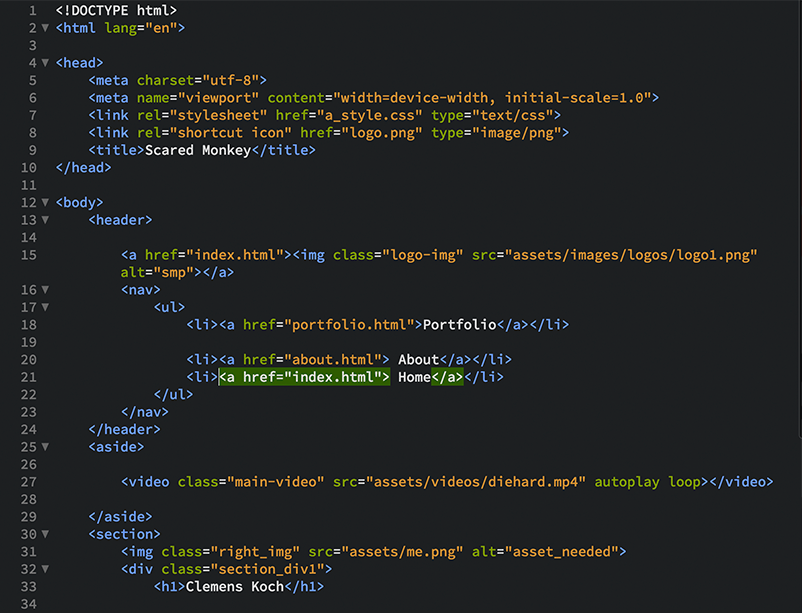 1 <!DOCTYPE html>
2 <html lang="en">
3
4 <head>
5 <meta charset="utf-8">
6 <meta name="viewport" content="width=device-width, initial-scale=1.0">
7 <link rel="stylesheet" href="a_style.css" type="text/css">
8 <link rel="shortcut icon" href="logo.png" type="image/png">
9 <title>Scared Monkey</title>
10 </head>
11
12 <body>
13 <header>
14
15 <a href="index.html"><img class="logo-img" src="assets/images/logos/logo1.png"
alt="smp"></a>
16 <nav>
17 <ul>
18 <li><a href="portfolio.html">Portfolio</a></li>
19
20 <li><a href="about.html"> About</a></li>
21 <li><a href="index.html"> Home</a></li>
22 </ul>
23 </nav>
24 </header>
25 <aside>
26
27 <video class="main-video" src="assets/videos/diehard.mp4" autoplay loop></video>
28
29 </aside>
30 <section>
31 <img class="right_img" src="assets/me.png" alt="asset_needed">
32 <div class="section_div1">
33 <h1>Clemens Koch</h1>
34